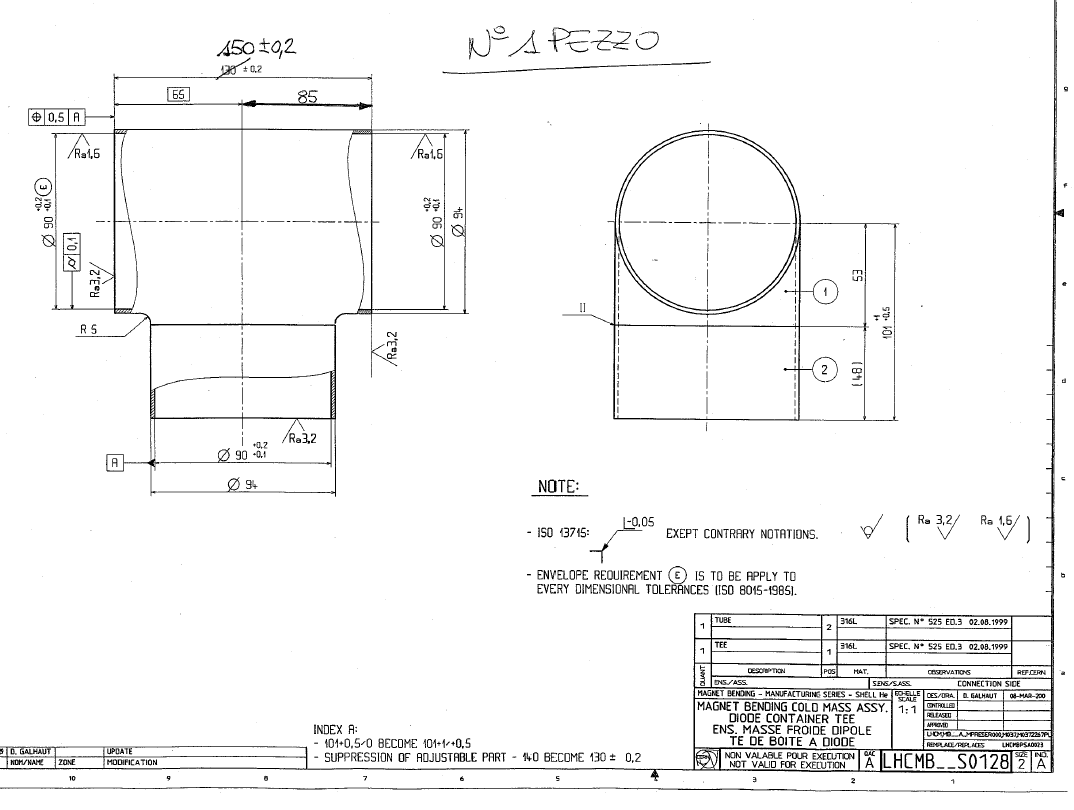 150 ±0,2
N° 1 PEZZO
130 ±0,2
65
85
⌖ 0,5 A
Ra1,6
Ra1,6
Ø 90 +0,2 +0,1 Ⓔ
0,1
Ra3,2
Ø 90 +0,2 +0,1
Ø 94
R 5
Ra3,2
Ra3,2
A
Ø 90 +0,2 +0,1
Ø 94
II
1
2
53
(48)
101 +1 +0,5
NOTE:
- ISO 13715: -0,05 EXEPT CONTRARY NOTATIONS.
( Ra 3,2 Ra 1,6 )
- ENVELOPE REQUIREMENT Ⓔ IS TO BE APPLY TO
EVERY DIMENSIONAL TOLERANCES (ISO 8015-1985).
1 TUBE 2 316L SPEC. N° 525 ED.3 02.08.1999
1 TEE 1 316L SPEC. N° 525 ED.3 02.08.1999
QUANT DESCRIPTION POS MAT. OBSERVATIONS REF.CERN
ENS./ASS. S.ENS/S.ASS. CONNECTION SIDE
MAGNET BENDING - MANUFACTURING SERIES - SHELL He
MAGNET BENDING COLD MASS ASSY.
DIODE CONTAINER TEE
ENS. MASSE FROIDE DIPOLE
TE DE BOITE A DIODE
ECHELLE
SCALE
1:1
DES/DRA. D. GALHAUT 08-MAR-200
CONTROLLED
RELEASED
APPROVED
REMPLACE/REPLACES LHCMBPSA0023
NON VALABLE POUR EXECUTION
NOT VALID FOR EXECUTION
QAC
A
LHCMB__S0128
SIZE
2
IND.
A
INDEX A:
- 101+0,5/0 BECOME 101+1/+0,5
- SUPPRESSION OF ADJUSTABLE PART - 140 BECOME 130 ± 0,2
D. GALHAUT UPDATE
NOM/NAME ZONE MODIFICATION
10 9 8 7 6 5 4 3 2 1